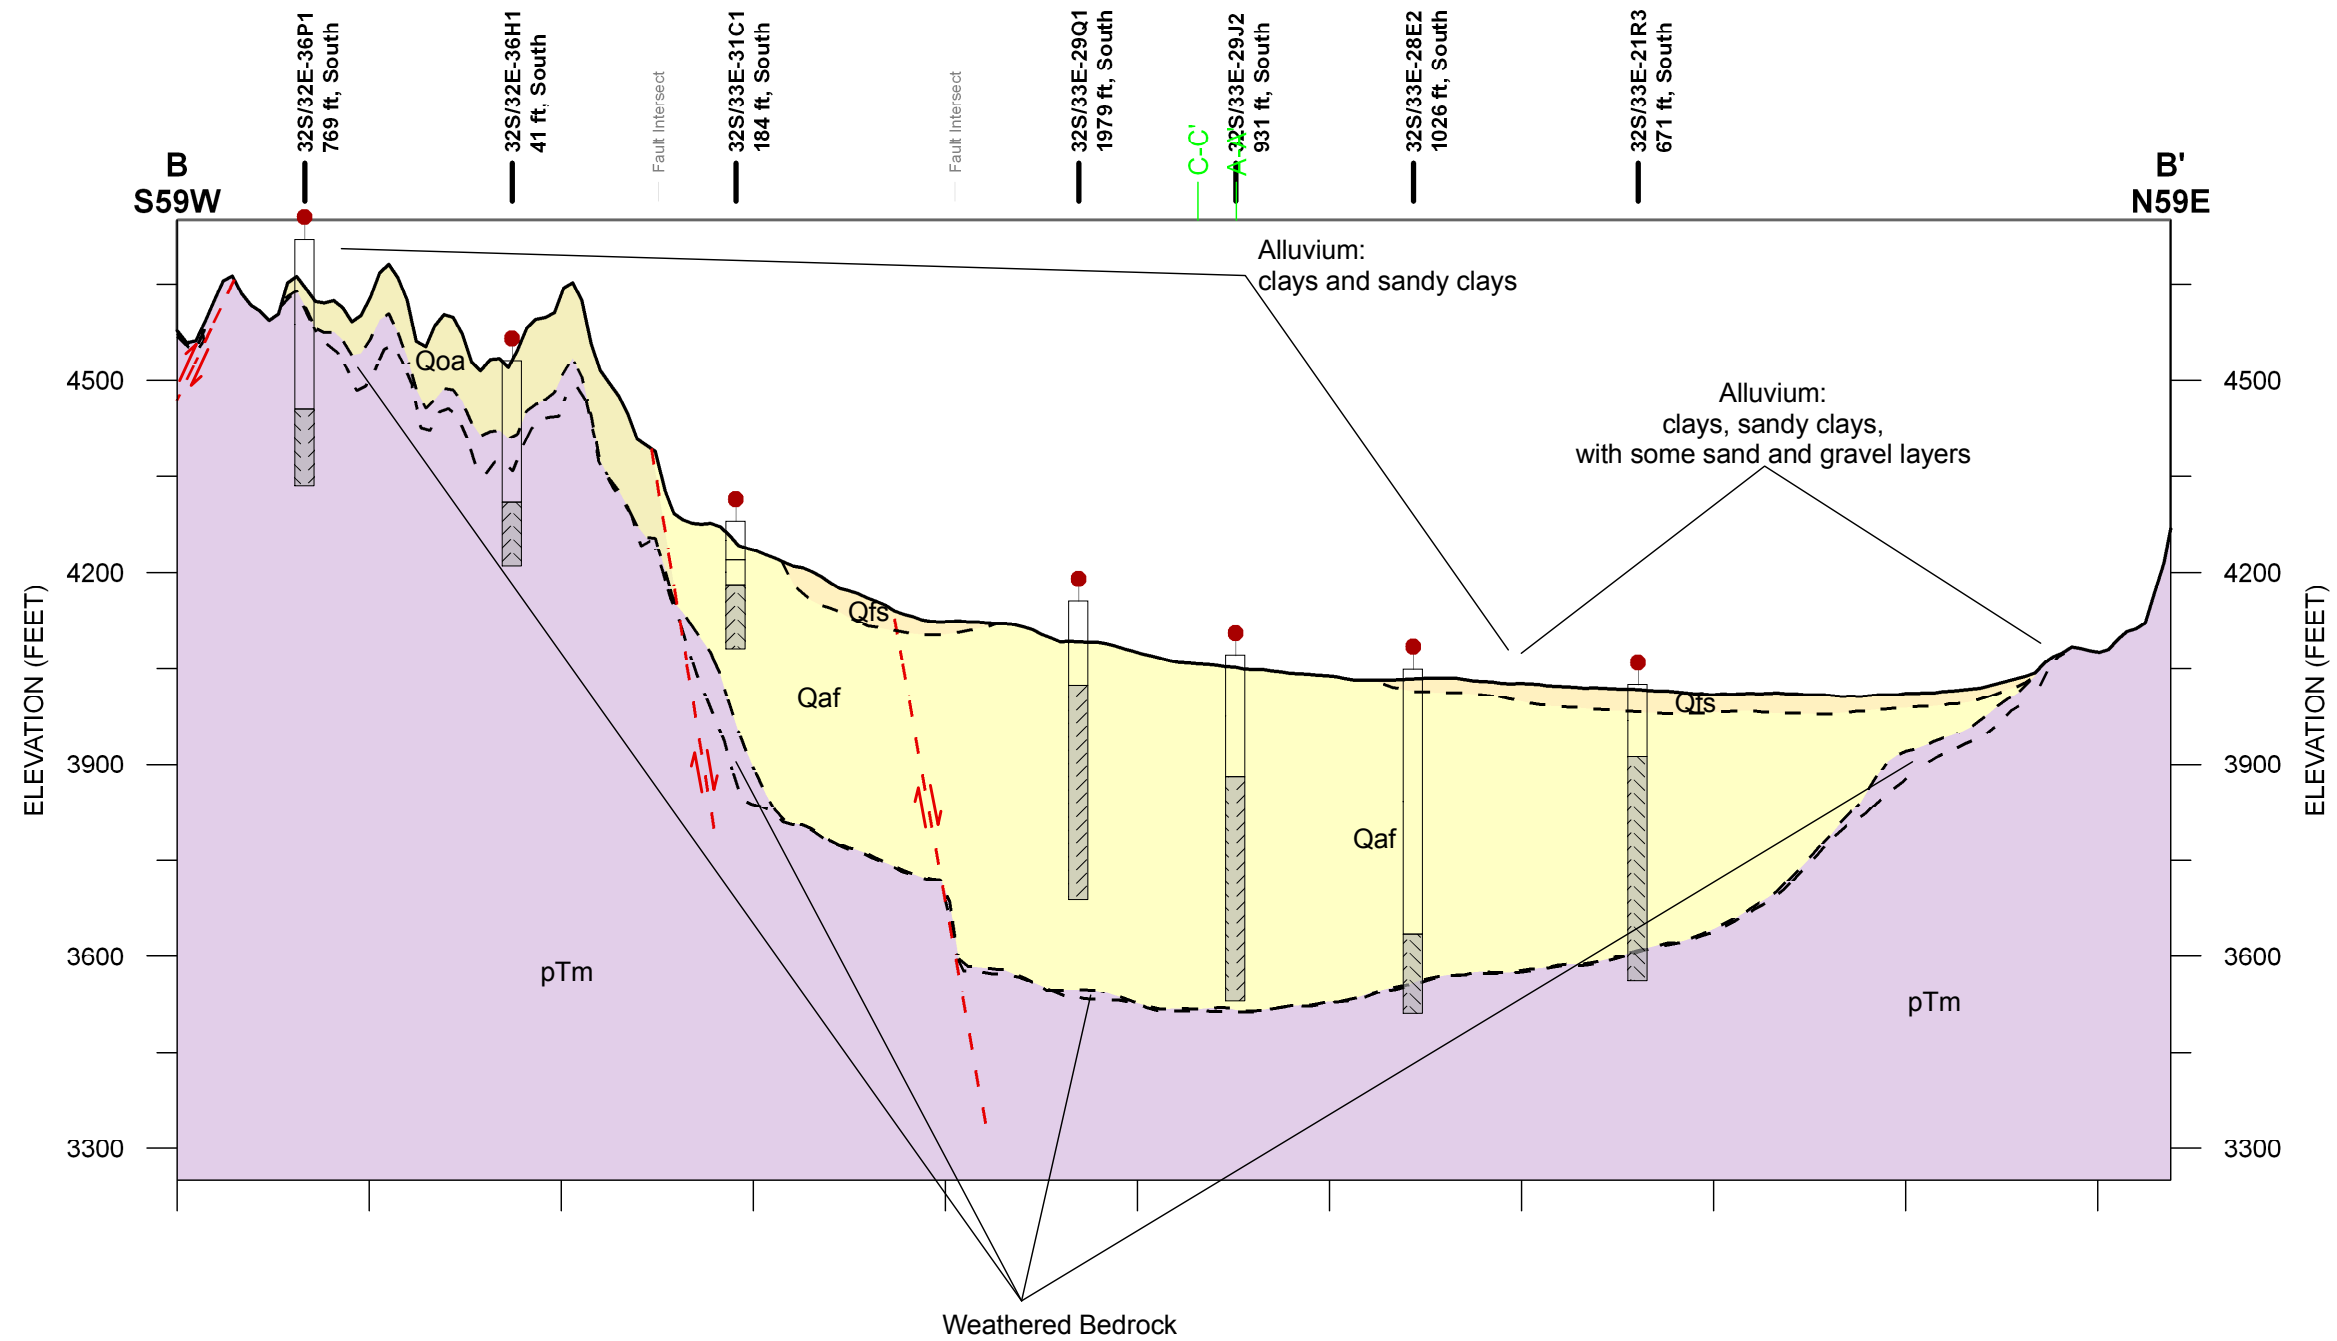 32S/32E-36P1
769 ft, South
32S/32E-36H1
41 ft, South
Fault Intersect
32S/33E-31C1
184 ft, South
Fault Intersect
32S/33E-29Q1
1979 ft, South
C-C'
A-A'
32S/33E-29J2
931 ft, South
32S/33E-28E2
1026 ft, South
32S/33E-21R3
671 ft, South
B
S59W
B'
N59E
Alluvium:
clays and sandy clays
Alluvium:
clays, sandy clays,
with some sand and gravel layers
Qoa
4500
4500
4200
4200
Qfs
Qaf
Qfs
3900
3900
Qaf
ELEVATION (FEET)
ELEVATION (FEET)
3600
3600
pTm
pTm
3300
3300
Weathered Bedrock